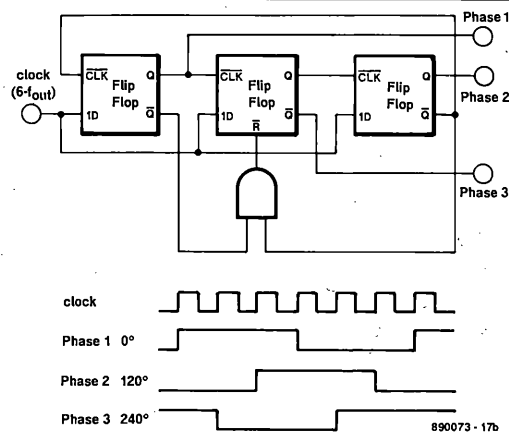 Phase 1
clock
(6-fout)
CLK
Flip
Flop
Q
1D
Q
CLK
Flip
Flop
Q
1D
Q
R
CLK
Flip
Flop
Q
1D
Q
Phase 2
Phase 3
clock
Phase 1 0°
Phase 2 120°
Phase 3 240°
890073 - 17b